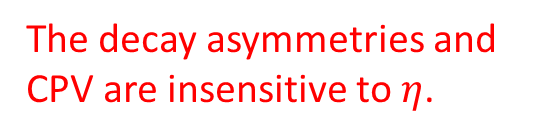 The decay asymmetries and
CPV are insensitive to η.